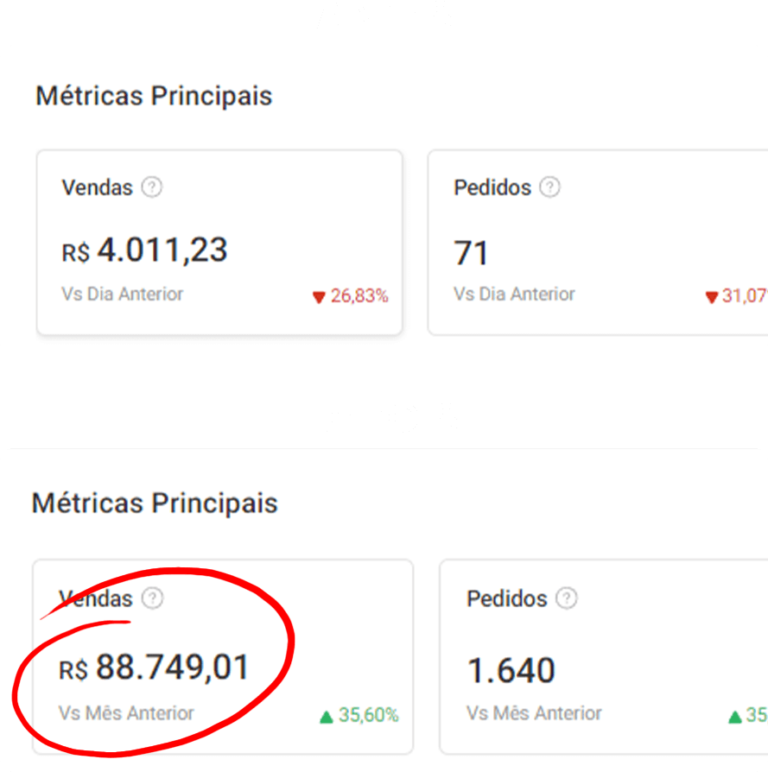 Métricas Principais
Vendas ? Pedidos ?
R$ 4.011,23 71
Vs Dia Anterior ▼ 26,83% Vs Dia Anterior ▼ 31,07
Métricas Principais
Vendas ? Pedidos ?
R$ 88.749,01 1.640
Vs Mês Anterior ▲ 35,60% Vs Mês Anterior ▲ 35